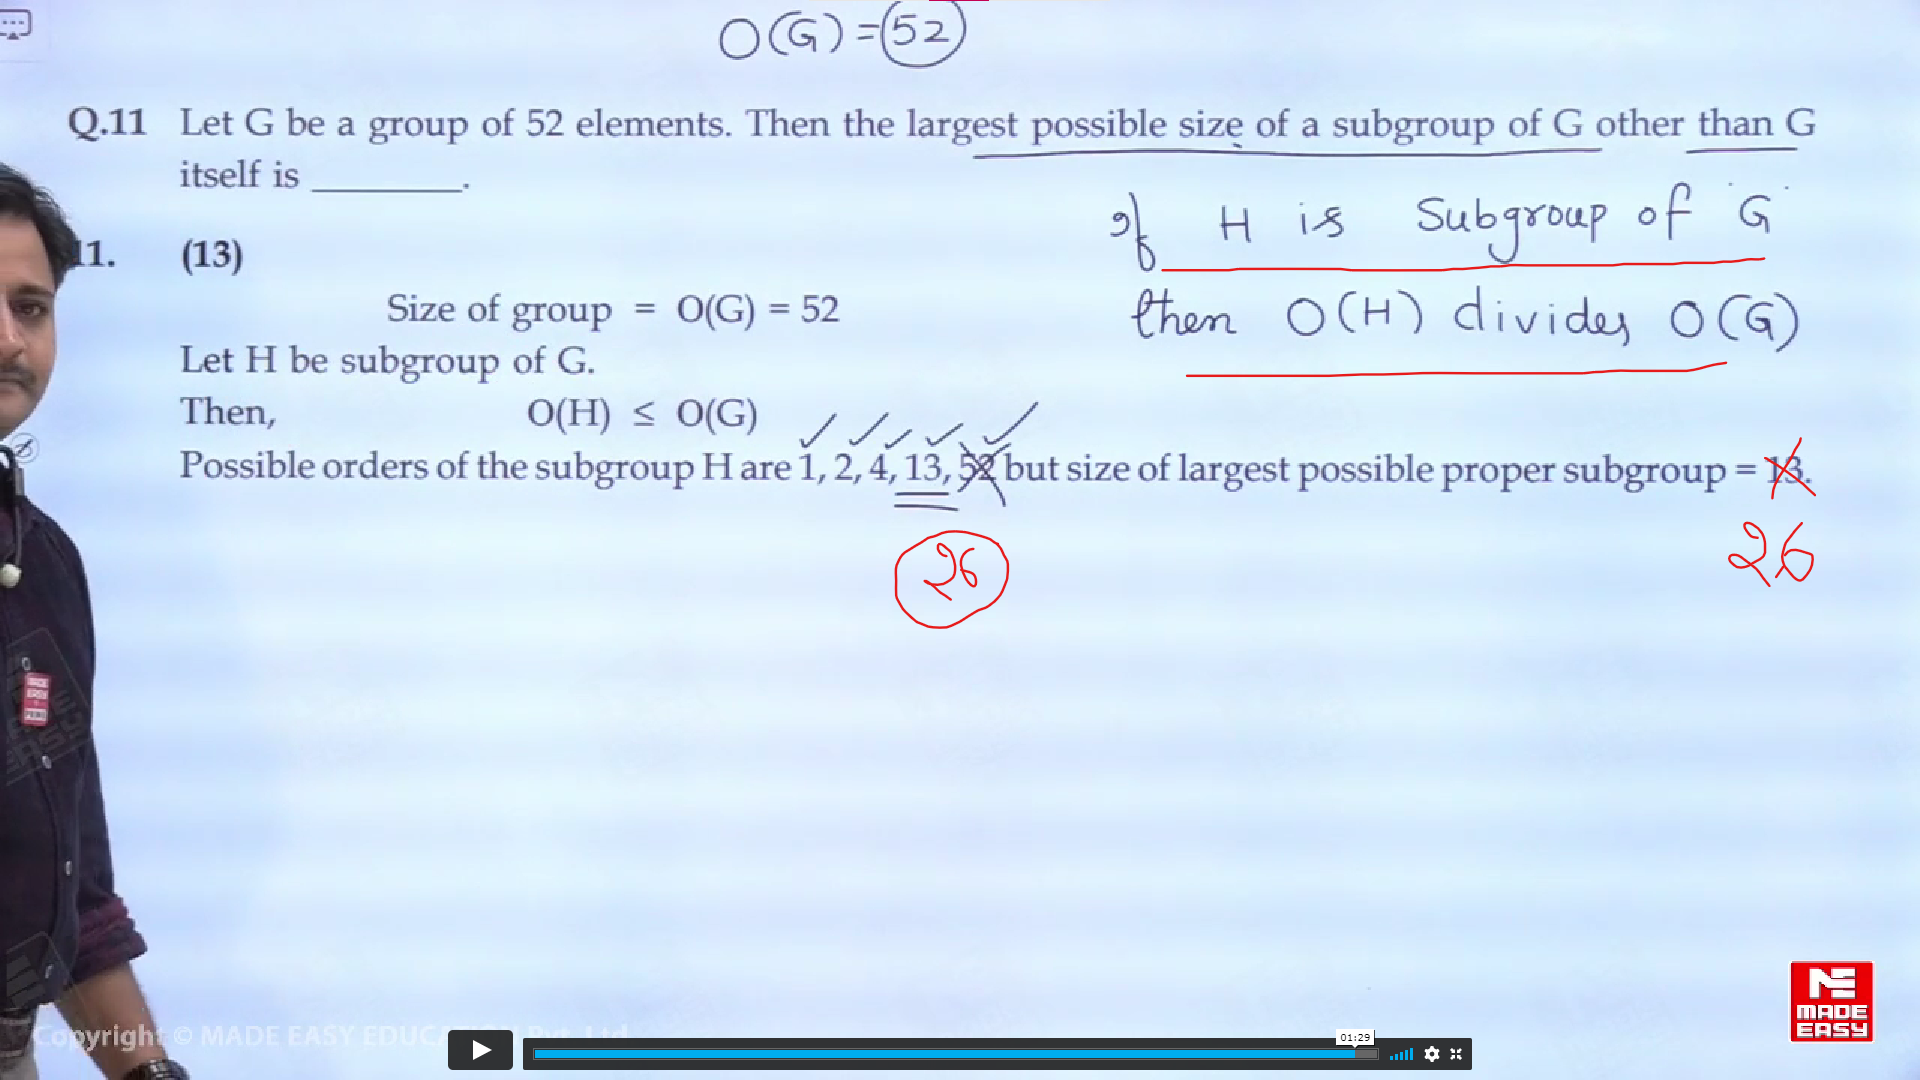 O(G) = 52
Q.11 Let G be a group of 52 elements. Then the largest possible size of a subgroup of G other than G
itself is ________.
If H is Subgroup of G
11. (13)
Size of group = O(G) = 52
then O(H) divides O(G)
Let H be subgroup of G.
Then, O(H) ≤ O(G)
Possible orders of the subgroup H are 1, 2, 4, 13, 52 but size of largest possible proper subgroup = 13.
26
26
MADE
EASY
Copyright © MADE EASY EDUCATION Pvt. Ltd
01:29
MADE
EASY